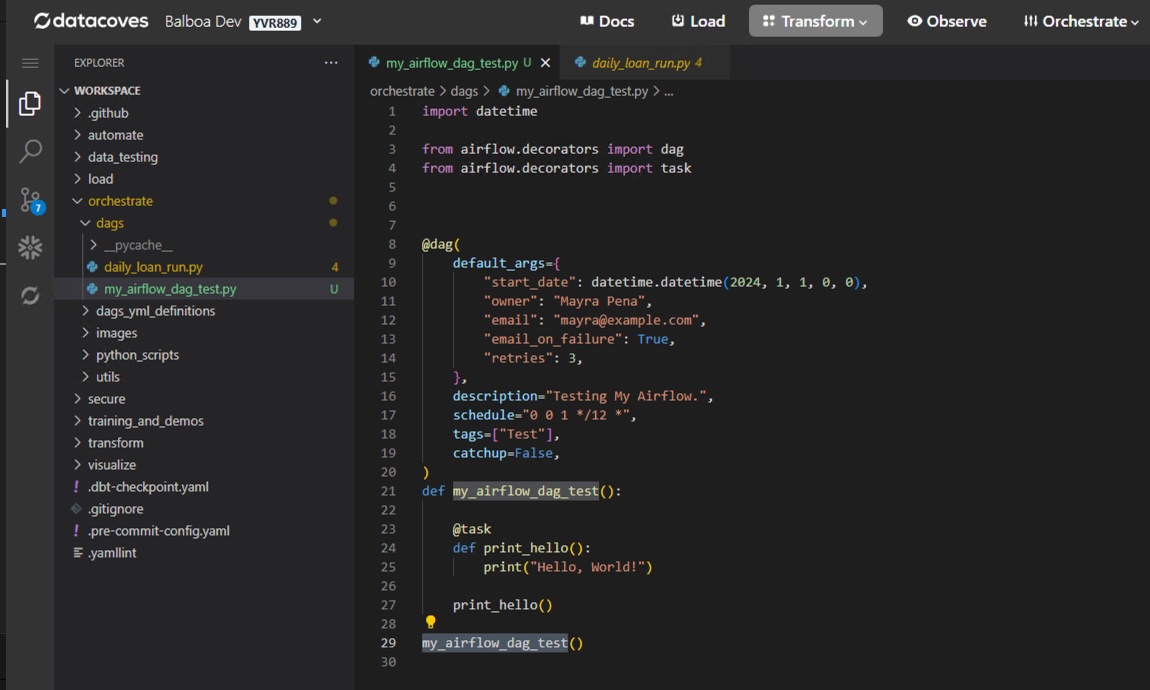 datacoves Balboa Dev YVR889 Docs Load Transform Observe Orchestrate
EXPLORER ...
WORKSPACE
.github
automate
data_testing
load
orchestrate
dags
__pycache__
daily_loan_run.py 4
my_airflow_dag_test.py U
dags_yml_definitions
images
python_scripts
utils
secure
training_and_demos
transform
visualize
! .dbt-checkpoint.yaml
.gitignore
! .pre-commit-config.yaml
.yamllint
7
my_airflow_dag_test.py U daily_loan_run.py 4
orchestrate > dags > my_airflow_dag_test.py > ...
1 import datetime
2
3 from airflow.decorators import dag
4 from airflow.decorators import task
5
6
7
8 @dag(
9     default_args={
10         "start_date": datetime.datetime(2024, 1, 1, 0, 0),
11         "owner": "Mayra Pena",
12         "email": "mayra@example.com",
13         "email_on_failure": True,
14         "retries": 3,
15     },
16     description="Testing My Airflow.",
17     schedule="0 0 1 */12 *",
18     tags=["Test"],
19     catchup=False,
20 )
21 def my_airflow_dag_test():
22
23     @task
24     def print_hello():
25         print("Hello, World!")
26
27     print_hello()
28
29 my_airflow_dag_test()
30